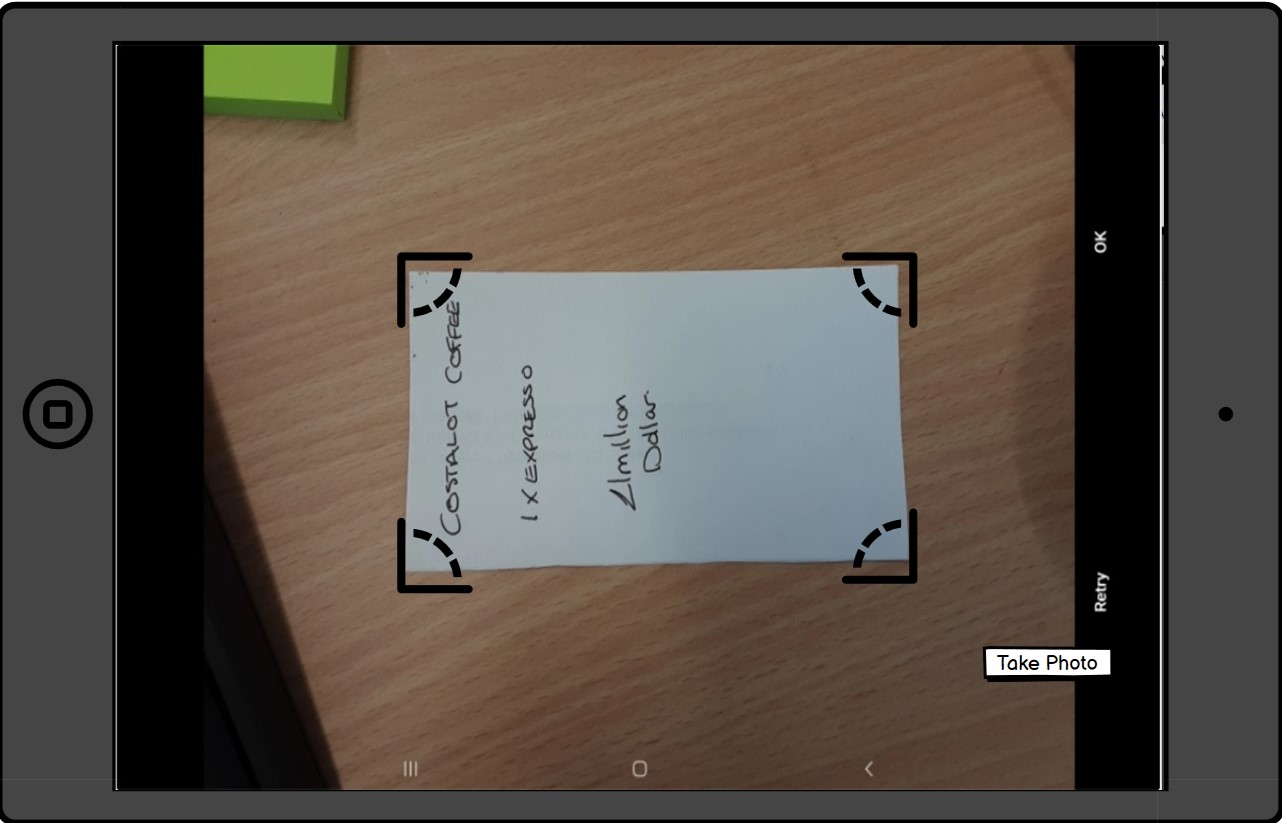 COSTALOT COFFEE
1 X EXPRESSO
<1million
Dollar.
OK
Retry
Take Photo